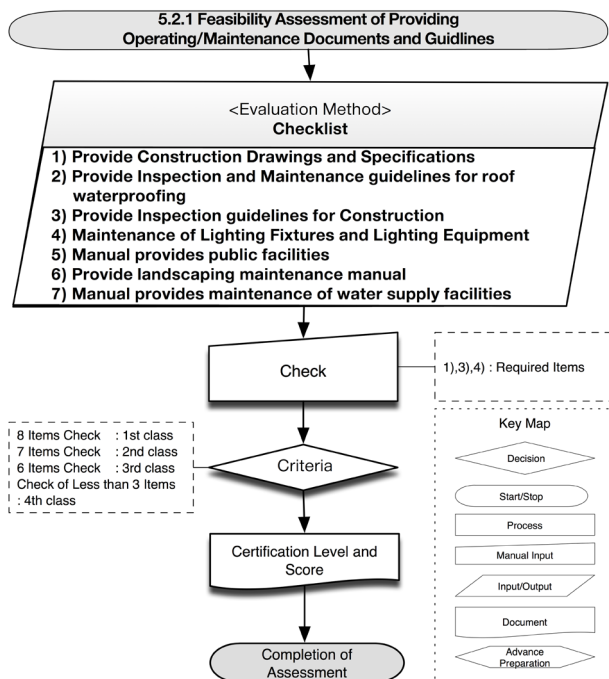 5.2.1 Feasibility Assessment of Providing
Operating/Maintenance Documents and Guidlines
<Evaluation Method>
Checklist
1) Provide Construction Drawings and Specifications
2) Provide Inspection and Maintenance guidelines for roof
waterproofing
3) Provide Inspection guidelines for Construction
4) Maintenance of Lighting Fixtures and Lighting Equipment
5) Manual provides public facilities
6) Provide landscaping maintenance manual
7) Manual provides maintenance of water supply facilities
Check
1),3),4) : Required Items
8 Items Check : 1st class
7 Items Check : 2nd class
6 Items Check : 3rd class
Check of Less than 3 Items
: 4th class
Criteria
Certification Level and
Score
Completion of
Assessment
Key Map
Decision
Start/Stop
Process
Manual Input
Input/Output
Document
Advance
Preparation